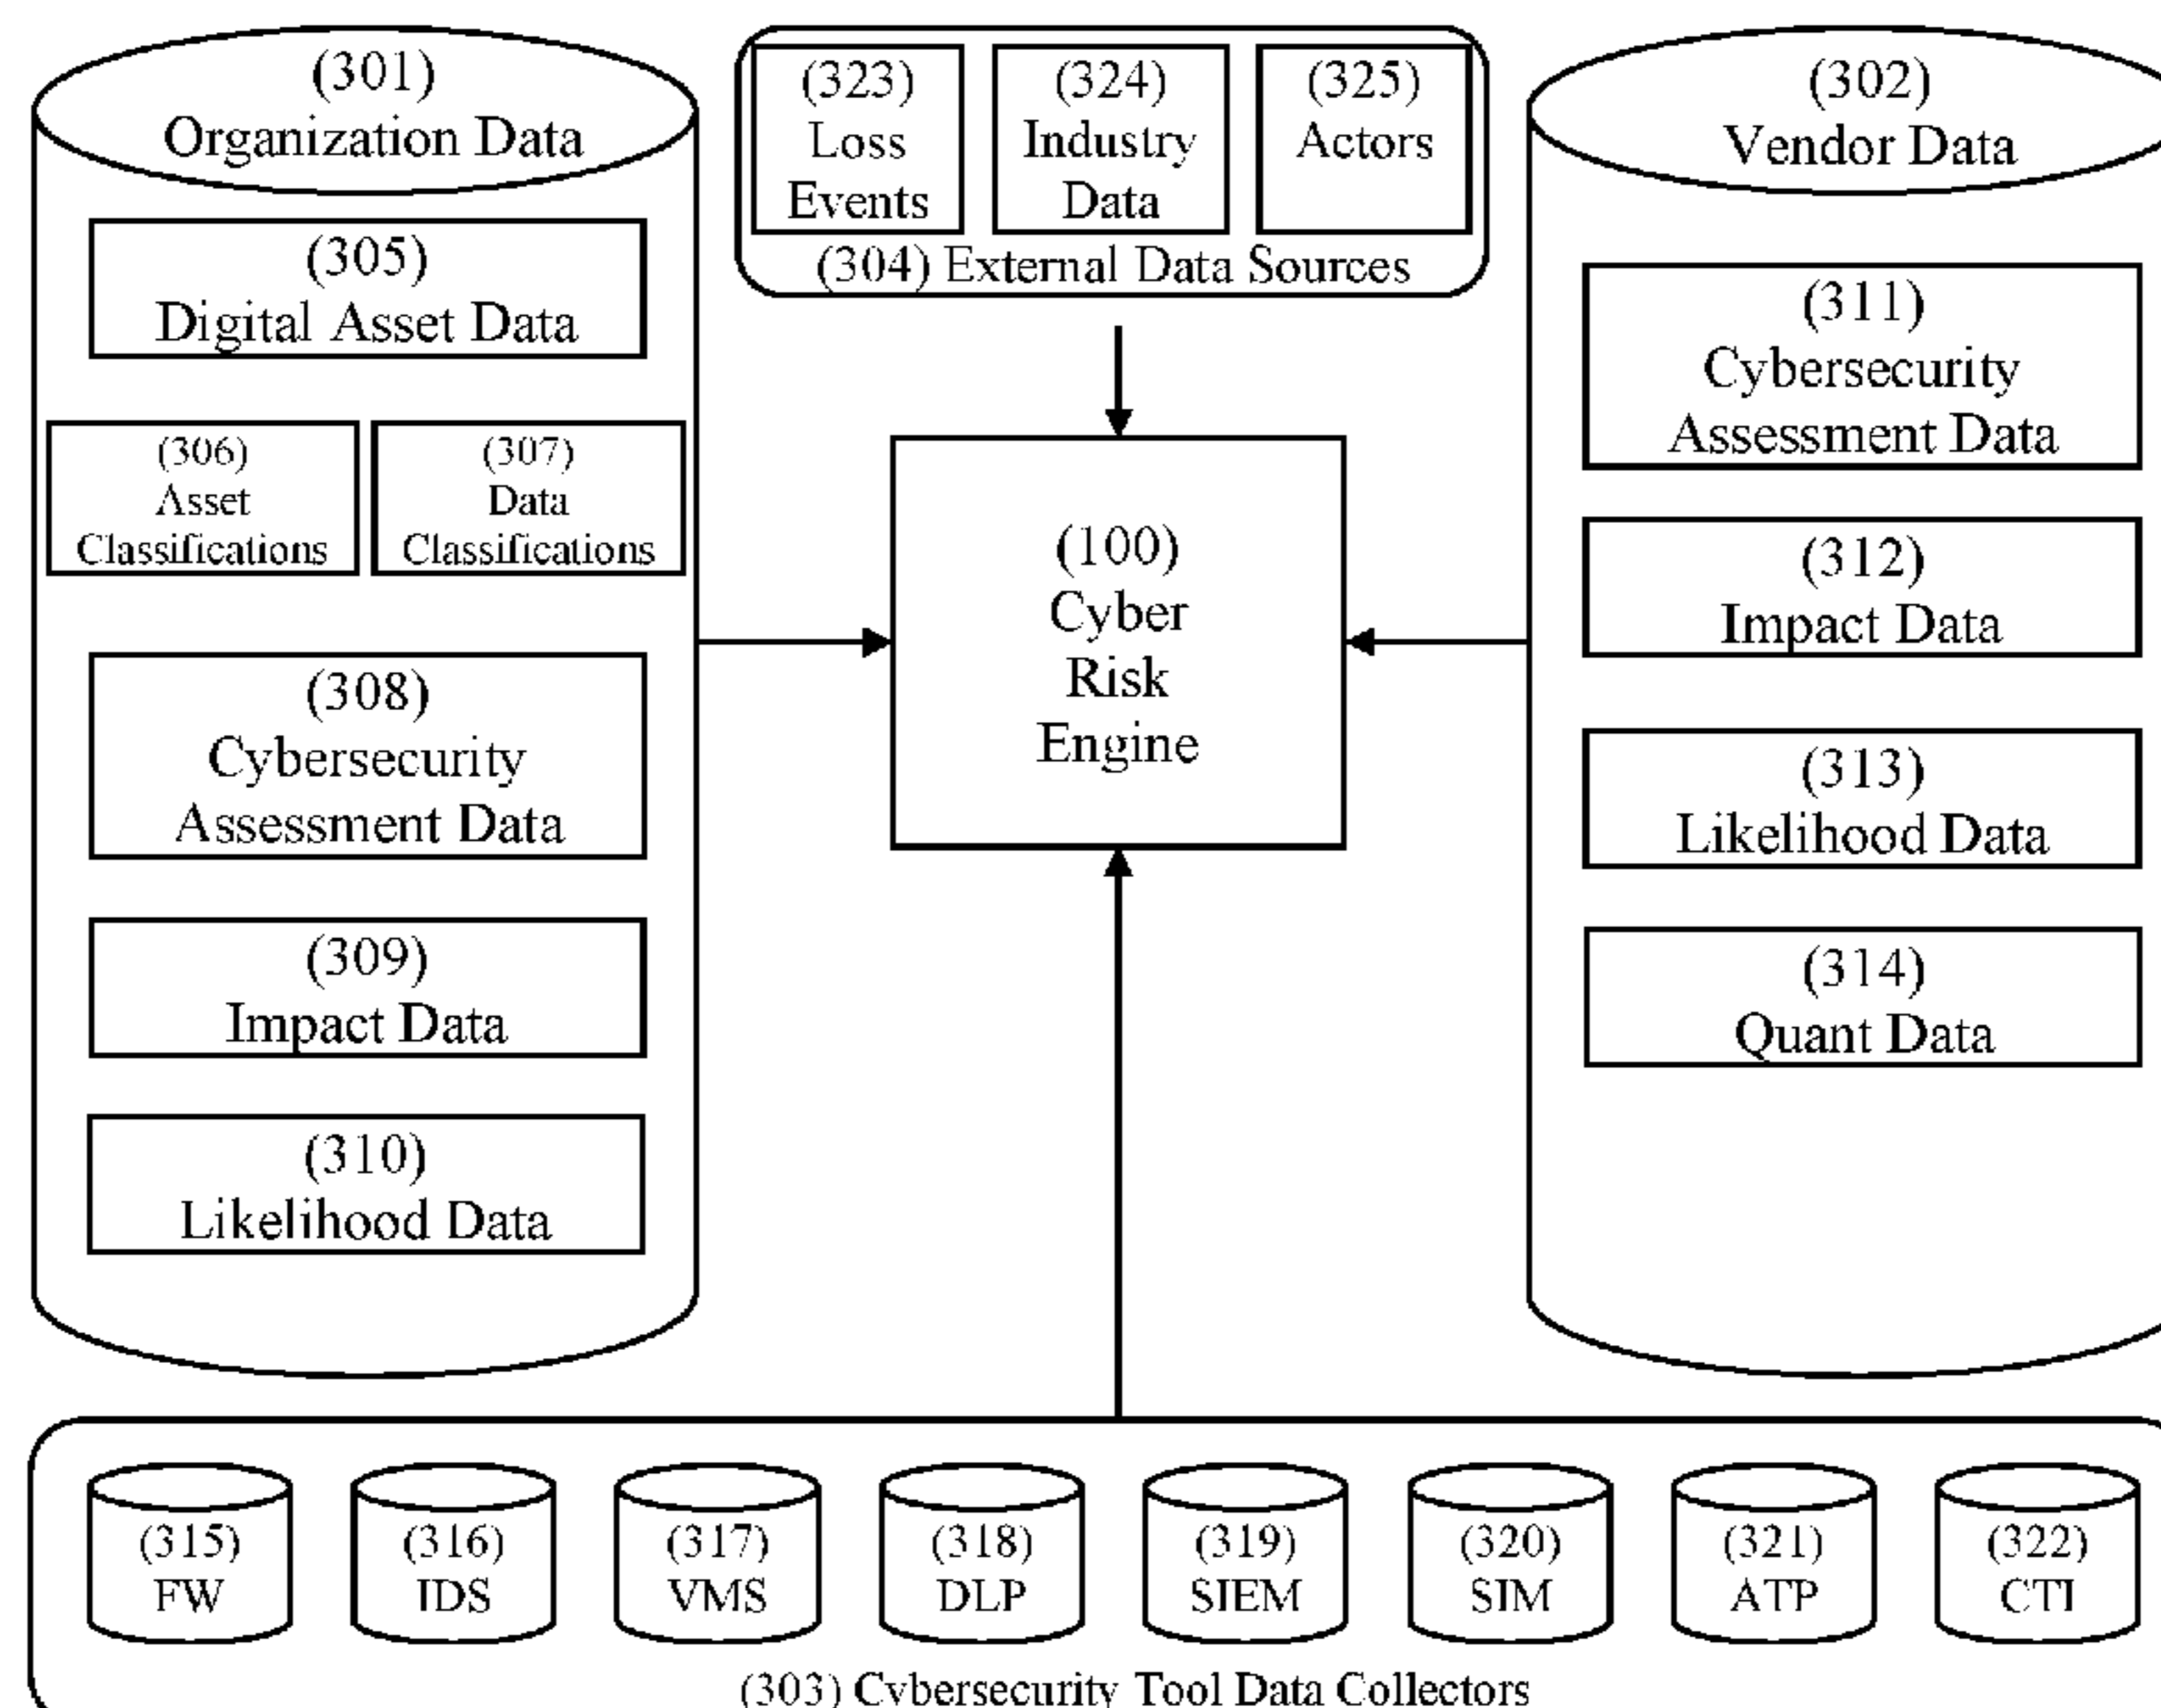 (301)
Organization Data
(305)
Digital Asset Data
(306)
Asset
Classifications
(307)
Data
Classifications
(308)
Cybersecurity
Assessment Data
(309)
Impact Data
(310)
Likelihood Data
(323)
Loss
Events
(324)
Industry
Data
(325)
Actors
(304) External Data Sources
(100)
Cyber
Risk
Engine
(302)
Vendor Data
(311)
Cybersecurity
Assessment Data
(312)
Impact Data
(313)
Likelihood Data
(314)
Quant Data
(315)
FW
(316)
IDS
(317)
VMS
(318)
DLP
(319)
SIEM
(320)
SIM
(321)
ATP
(322)
CTI
(303) Cybersecurity Tool Data Collectors